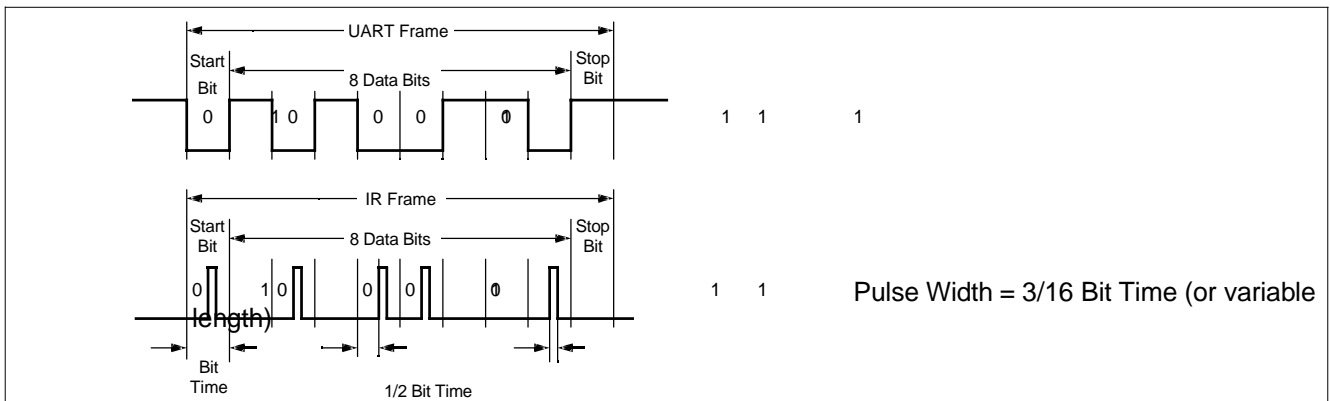 UART Frame
Start Bit
8 Data Bits
Stop Bit
0 1 0 0 0 0 1 1 1
IR Frame
Start Bit
8 Data Bits
Stop Bit
0 1 0 0 0 0 1 1 Pulse Width = 3/16 Bit Time (or variable
length)
Bit Time
1/2 Bit Time